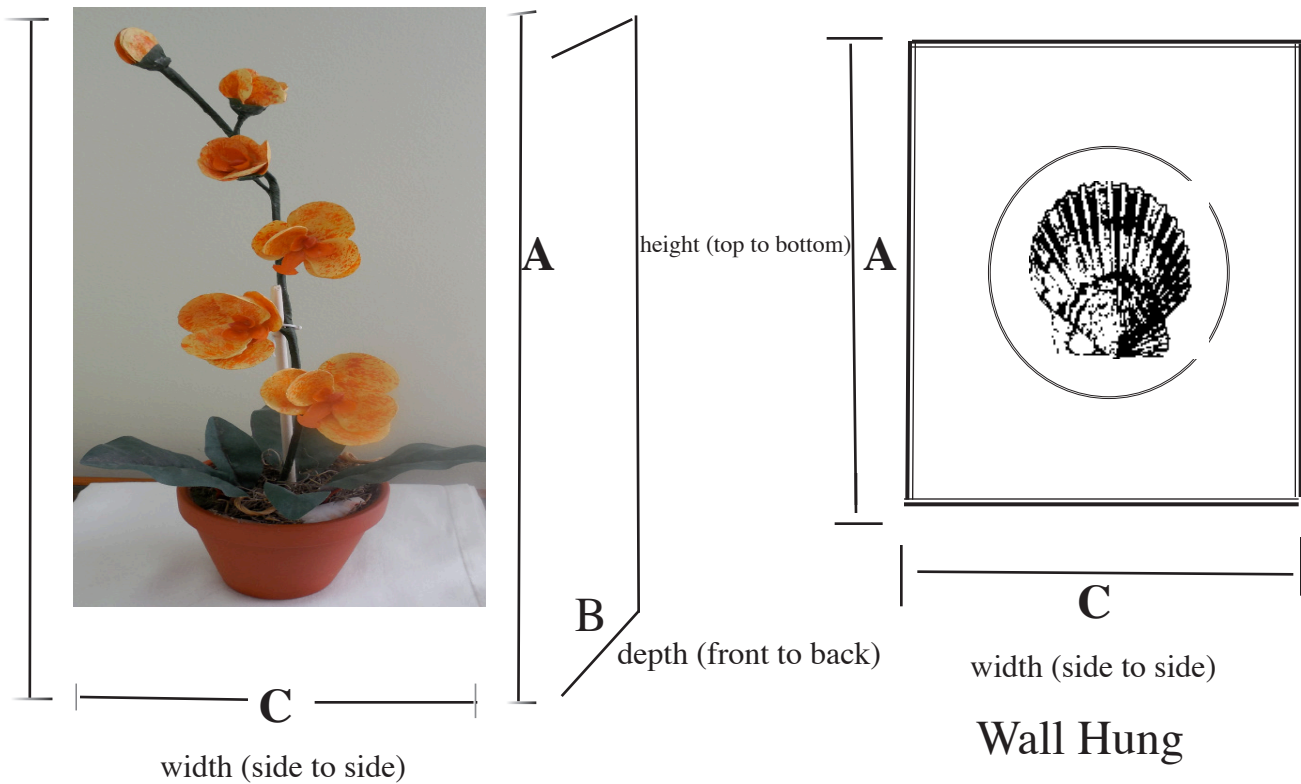 A
height (top to bottom)
A
B
depth (front to back)
C
width (side to side)
C
width (side to side)
Wall Hung